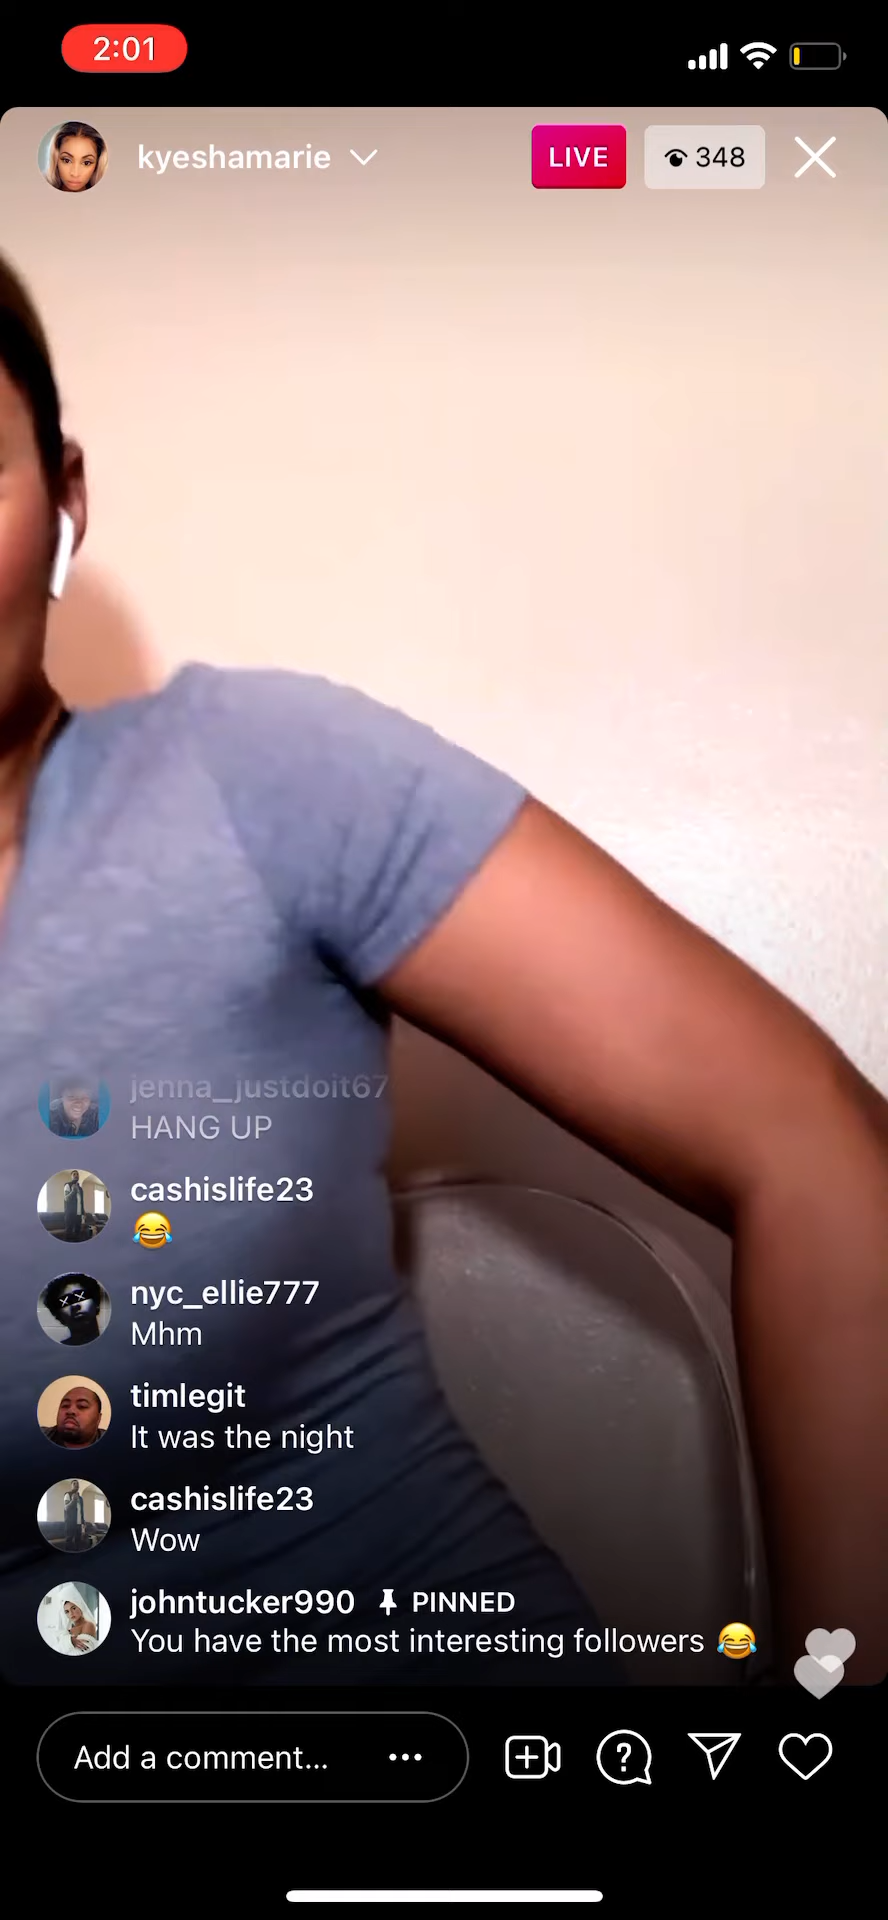 2:01
kyeshamarie LIVE 348
jenna_justdoit67
HANG UP
cashislife23
😂
nyc_ellie777
Mhm
timlegit
It was the night
cashislife23
Wow
johntucker990 PINNED
You have the most interesting followers 😂
Add a comment...